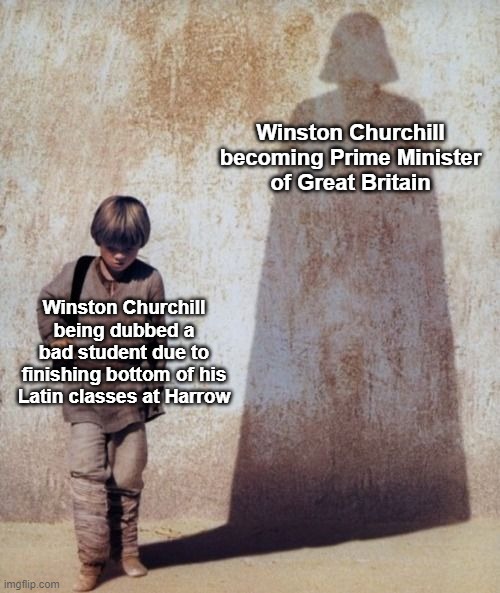 Winston Churchill
becoming Prime Minister
of Great Britain
Winston Churchill
being dubbed a
bad student due to
finishing bottom of his
Latin classes at Harrow
imgflip.com